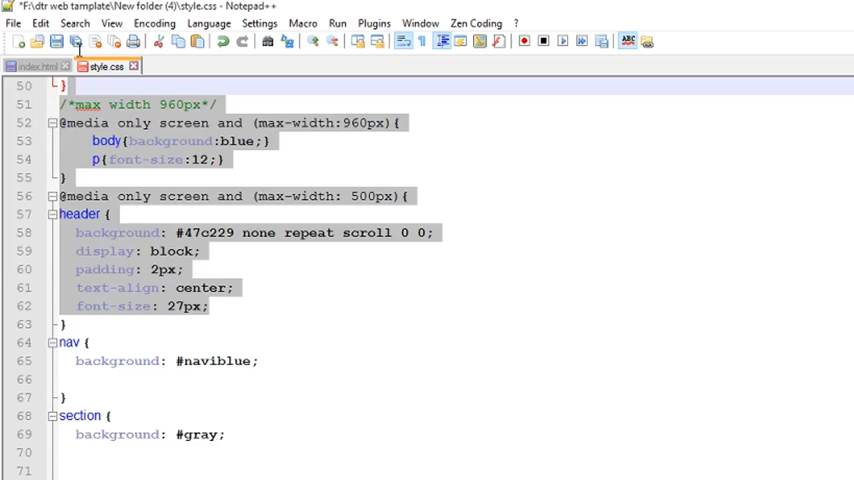 *F:\dtr web tamplate\New folder (4)\style.css - Notepad++
File Edit Search View Encoding Language Settings Macro Run Plugins Window Zen Coding ?
index.html style.css
50 }
51 /*max width 960px*/
52 @media only screen and (max-width:960px){
53 body{background:blue;}
54 p{font-size:12;}
55 }
56 @media only screen and (max-width: 500px){
57 header {
58 background: #47c229 none repeat scroll 0 0;
59 display: block;
60 padding: 2px;
61 text-align: center;
62 font-size: 27px;
63 }
64 nav {
65 background: #naviblue;
66
67 }
68 section {
69 background: #gray;
70
71